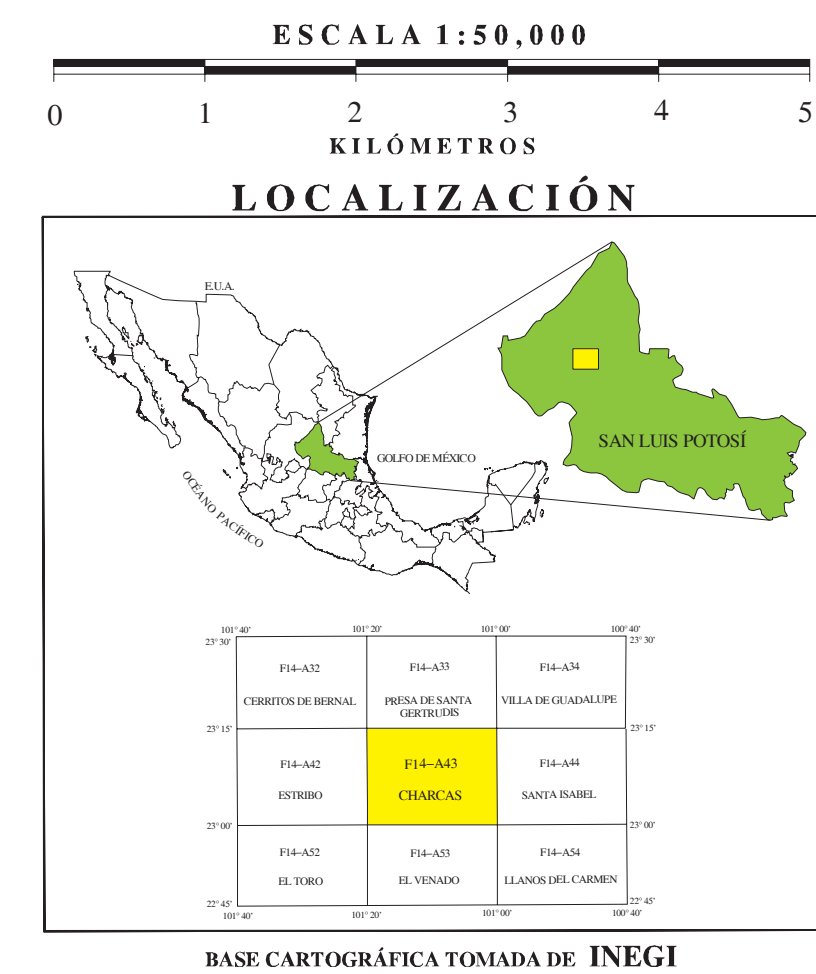 ESCALA 1:50,000
0 1 2 3 4 5
KILÓMETROS
LOCALIZACIÓN
E.U.A.
GOLFO DE MÉXICO
OCÉANO PACÍFICO
SAN LUIS POTOSÍ
101°40' 101°20' 101°00' 100°40'
23°30' 23°30'
F14–A32 F14–A33 F14–A34
CERRITOS DE BERNAL PRESA DE SANTA GERTRUDIS VILLA DE GUADALUPE
23°15' 23°15'
F14–A42 F14–A43 F14–A44
ESTRIBO CHARCAS SANTA ISABEL
23°00' 23°00'
F14–A52 F14–A53 F14–A54
EL TORO EL VENADO LLANOS DEL CARMEN
22°45' 22°45'
101°40' 101°20' 101°00' 100°40'
BASE CARTOGRÁFICA TOMADA DE INEGI